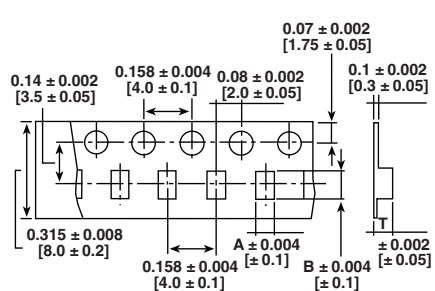 0.07 ± 0.002
[1.75 ± 0.05]
0.14 ± 0.002
[3.5 ± 0.05]
0.158 ± 0.004
[4.0 ± 0.1]
0.08 ± 0.002
[2.0 ± 0.05]
0.1 ± 0.002
[0.3 ± 0.05]
T
0.315 ± 0.008
[8.0 ± 0.2]
0.158 ± 0.004
[4.0 ± 0.1]
A ± 0.004
[± 0.1]
B ± 0.004
[± 0.1]
± 0.002
[± 0.05]